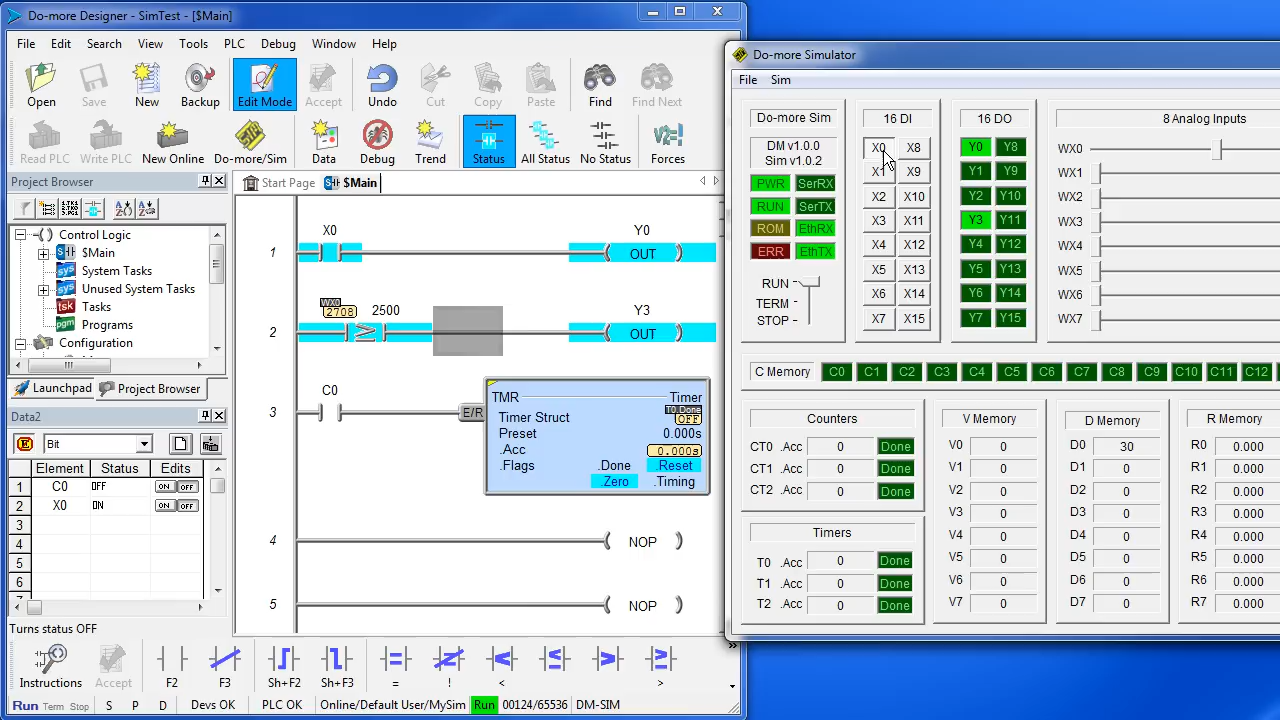 Do-more Designer - SimTest - [$Main]
File Edit Search View Tools PLC Debug Window Help
Open Save New Backup Edit Mode Accept Undo Cut Copy Paste Find Find Next
Read PLC Write PLC New Online Do-more/Sim Data Debug Trend Status All Status No Status Forces
Project Browser
Start Page $Main
Control Logic
$Main
System Tasks
Unused System Tasks
Tasks
Programs
Configuration
Launchpad Project Browser
Data2
Bit
Element Status Edits
1 C0 OFF ON OFF
2 X0 ON ON OFF
3
4
5
6
Turns status OFF
X0 Y0
1 OUT
WX0
2708 2500 Y3
2 ≥ OUT
C0
3 E/R
TMR Timer
Timer Struct T0.Done
OFF
Preset 0.000s
.Acc 0.000s
.Flags .Done Reset
.Zero .Timing
4 NOP
5 NOP
Instructions Accept F2 F3 Sh+F2 Sh+F3 = ! < > 
Run Term Stop S P D Devs OK PLC OK Online/Default User/MySim Run 00124/65536 DM-SIM
Do-more Simulator
File Sim
Do-more Sim
DM v1.0.0
Sim v1.0.2
PWR SerRX
RUN SerTX
ROM EthRX
ERR EthTX
RUN
TERM
STOP
16 DI
X0 X8
X1 X9
X2 X10
X3 X11
X4 X12
X5 X13
X6 X14
X7 X15
16 DO
Y0 Y8
Y1 Y9
Y2 Y10
Y3 Y11
Y4 Y12
Y5 Y13
Y6 Y14
Y7 Y15
8 Analog Inputs
WX0
WX1
WX2
WX3
WX4
WX5
WX6
WX7
C Memory C0 C1 C2 C3 C4 C5 C6 C7 C8 C9 C10 C11 C12
Counters
CT0 .Acc 0 Done
CT1 .Acc 0 Done
CT2 .Acc 0 Done
Timers
T0 .Acc 0 Done
T1 .Acc 0 Done
T2 .Acc 0 Done
V Memory
V0 0
V1 0
V2 0
V3 0
V4 0
V5 0
V6 0
V7 0
D Memory
D0 30
D1 0
D2 0
D3 0
D4 0
D5 0
D6 0
D7 0
R Memory
R0 0.000
R1 0.000
R2 0.000
R3 0.000
R4 0.000
R5 0.000
R6 0.000
R7 0.000